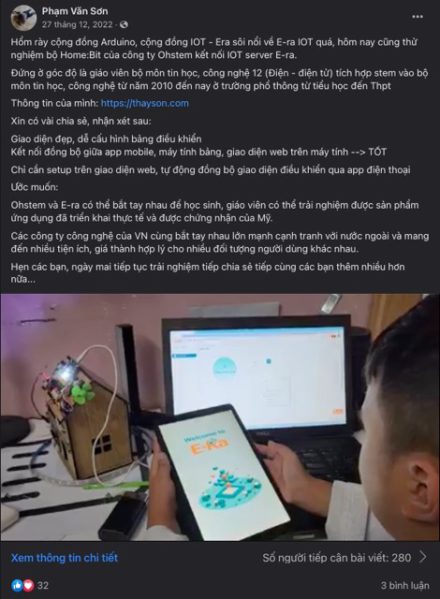 Phạm Văn Sơn
27 tháng 12, 2022 ·
Hổm rày cộng đồng Arduino, cộng đồng IOT - Era sôi nổi về E-ra IOT quá, hôm nay cũng thử
nghiệm bộ Home:Bit của công ty Ohstem kết nối IOT server E-ra.
Đứng ở góc độ là giáo viên bộ môn tin học, công nghệ 12 (Điện - điện tử) tích hợp stem vào bộ
môn tin học, công nghệ từ năm 2010 đến nay ở trường phổ thông từ tiểu học đến Thpt
Thông tin của mình: https://thayson.com
Xin có vài chia sẻ, nhận xét sau:
Giao diện đẹp, dễ cấu hình bảng điều khiển
Kết nối đồng bộ giữa app mobile, máy tính bảng, giao diện web trên máy tính --> TỐT
Chỉ cần setup trên giao diện web, tự động đồng bộ giao diện điều khiển qua app điện thoại
Ước muốn:
Ohstem và E-ra có thể bắt tay nhau để học sinh, giáo viên có thể trải nghiệm được sản phẩm
ứng dụng đã triển khai thực tế và được chứng nhận của Mỹ.
Các công ty công nghệ của VN cùng bắt tay nhau lớn mạnh cạnh tranh với nước ngoài và mang
đến nhiều tiện ích, giá thành hợp lý cho nhiều đối tượng người dùng khác nhau.
Hẹn các bạn, ngày mai tiếp tục trải nghiệm tiếp chia sẻ tiếp cùng các bạn thêm nhiều hơn
nữa...
Welcome to
E-Ra
Xem thông tin chi tiết
Số người tiếp cận bài viết: 280
32
3 bình luận